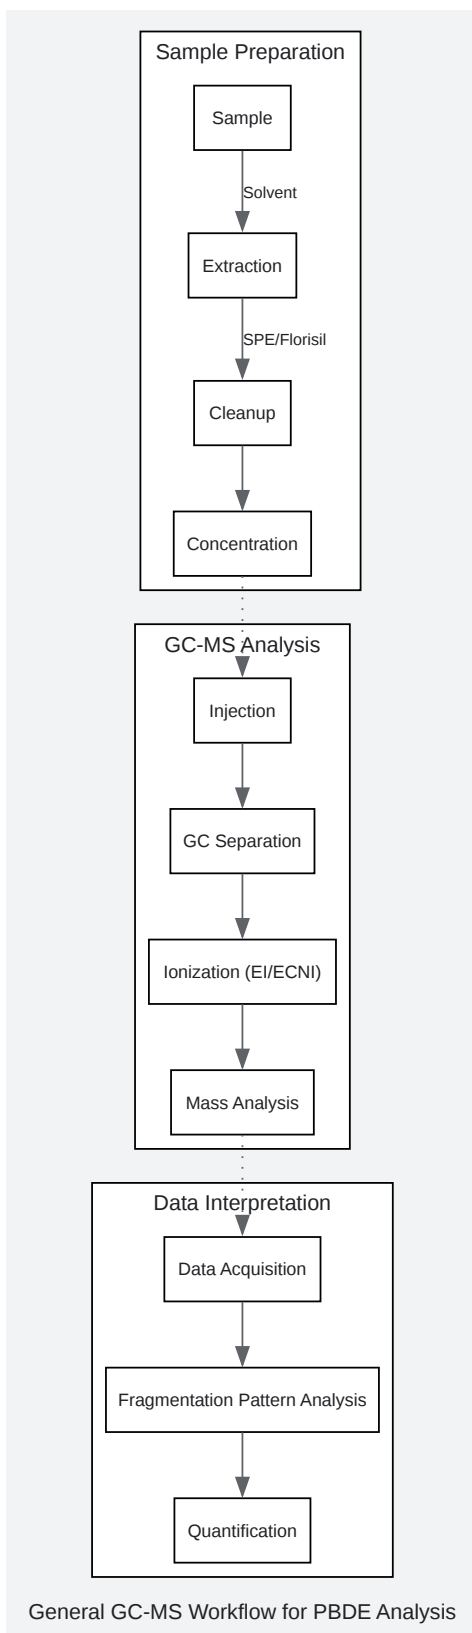 Sample Preparation
Sample
Solvent
Extraction
SPE/Florisil
Cleanup
Concentration
GC-MS Analysis
Injection
GC Separation
Ionization (EI/ECNI)
Mass Analysis
Data Interpretation
Data Acquisition
Fragmentation Pattern Analysis
Quantification
General GC-MS Workflow for PBDE Analysis